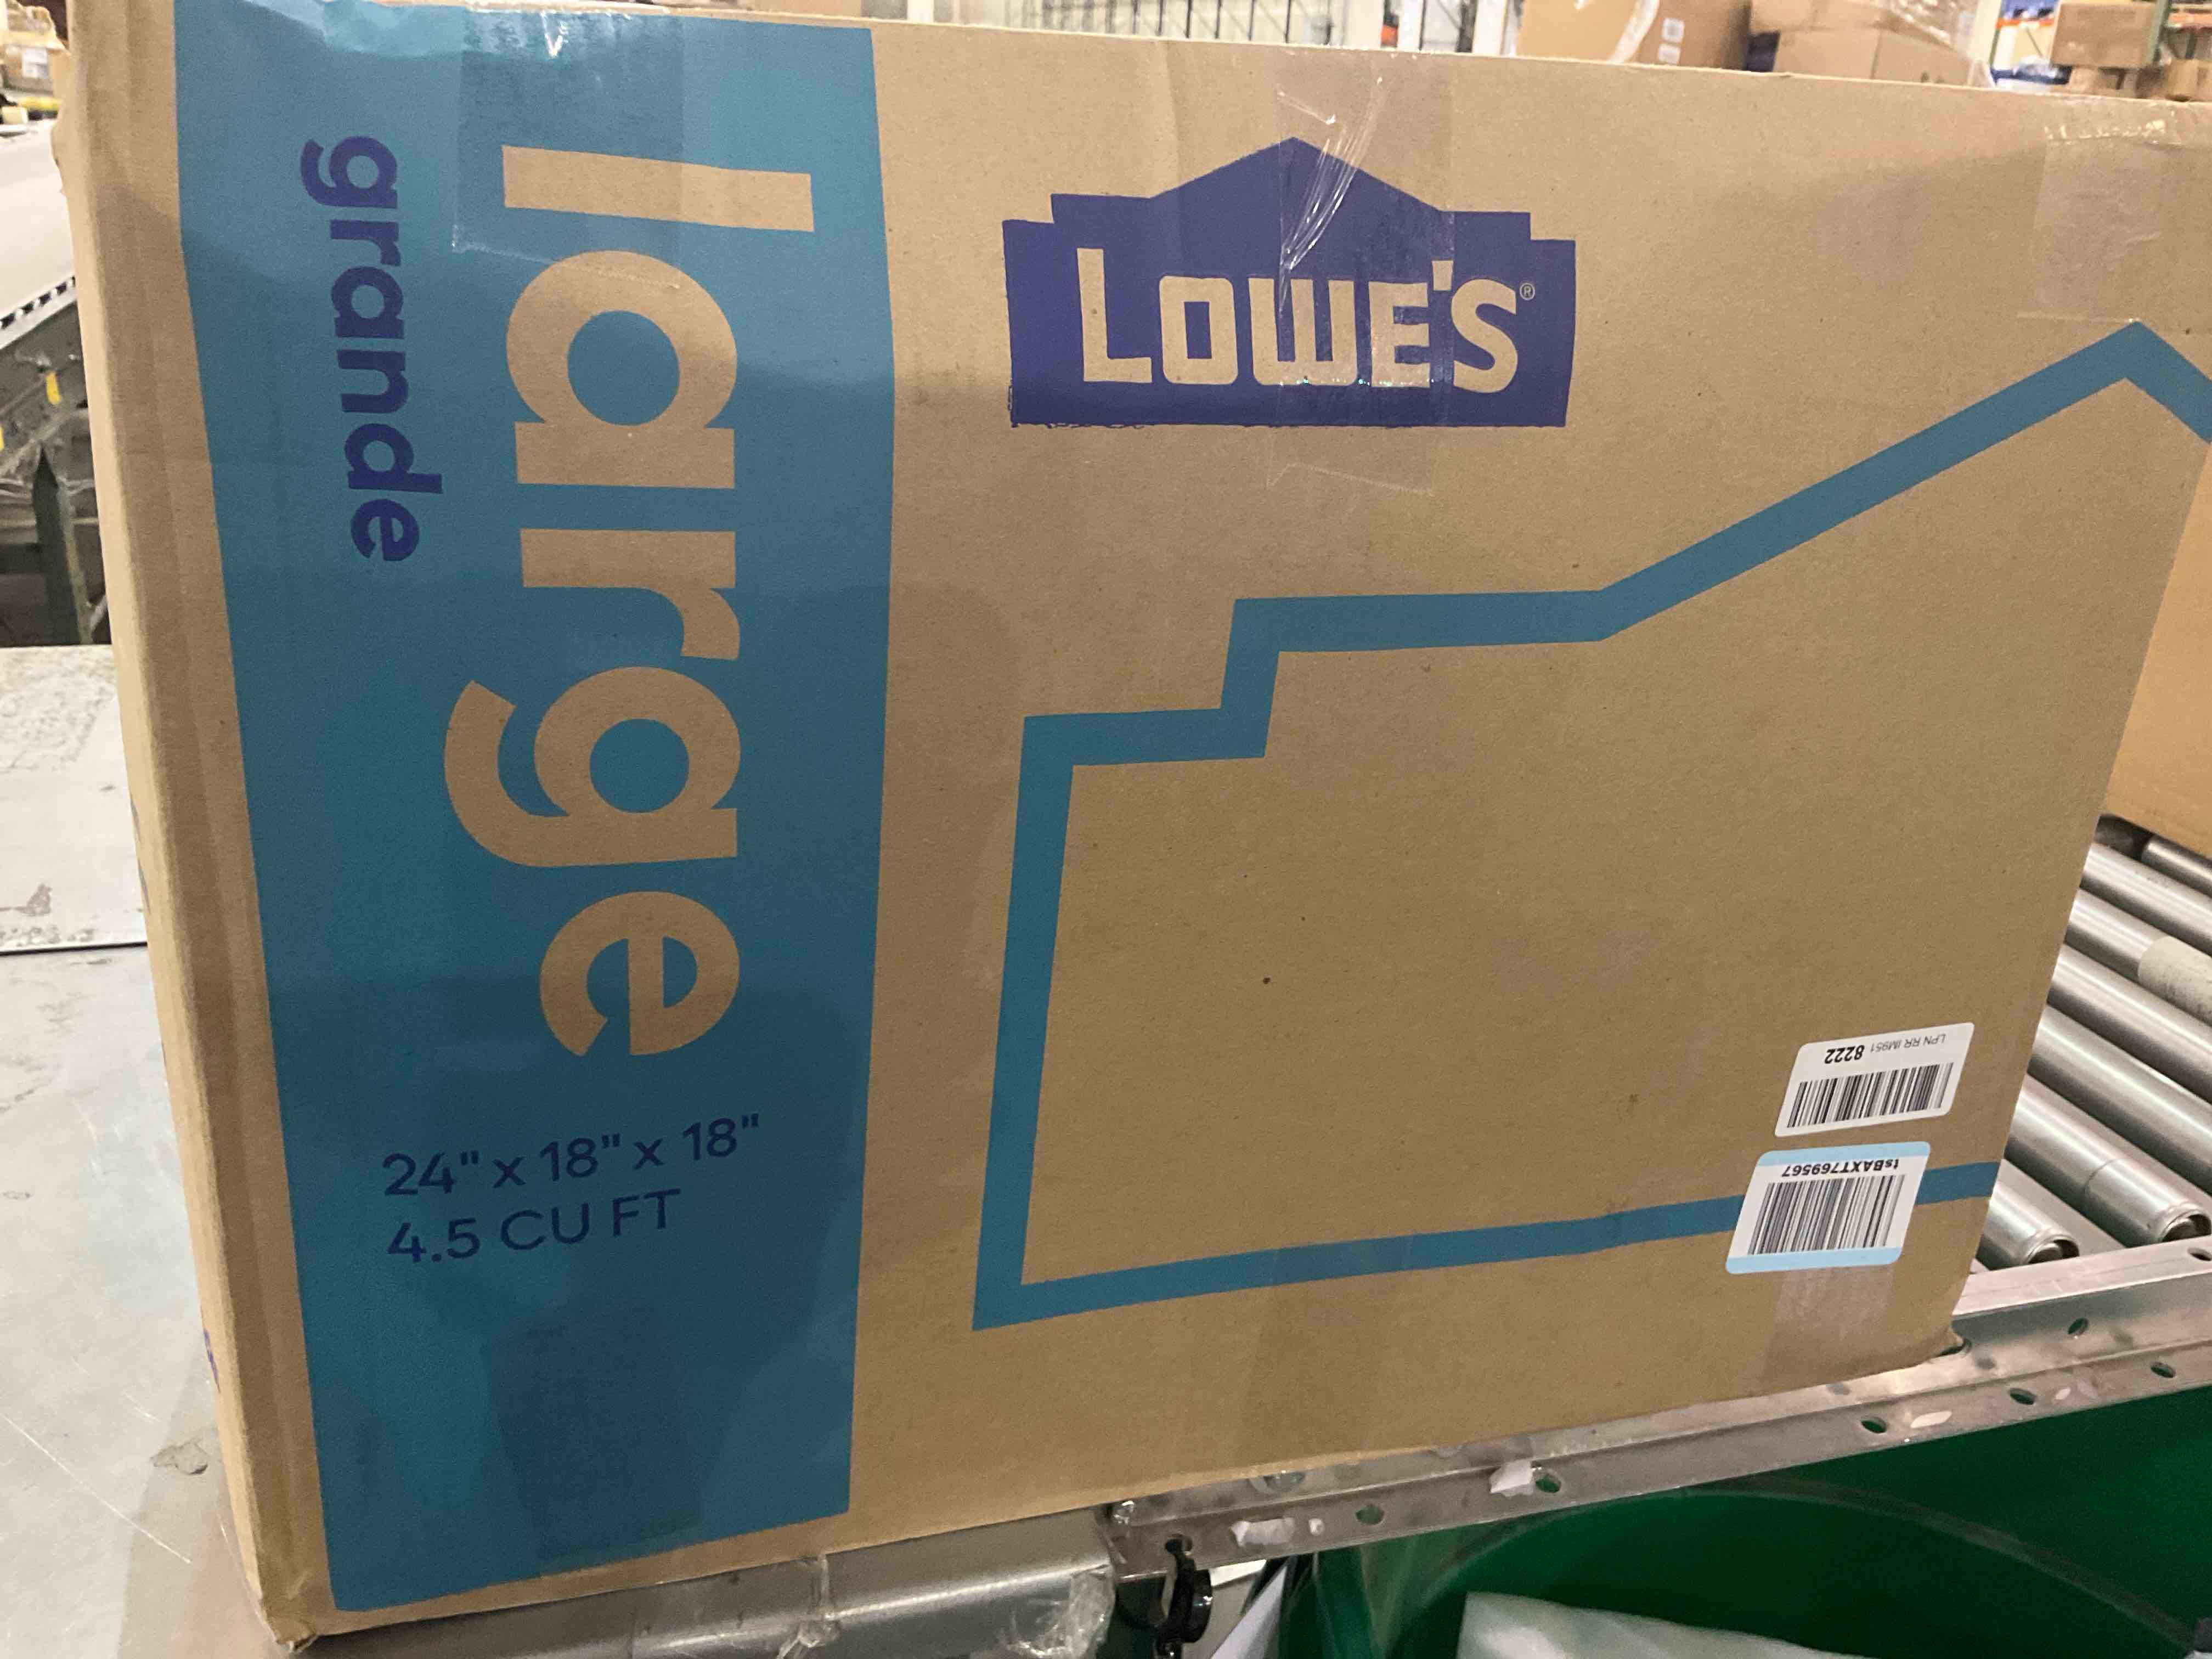 large
grande
LOWE'S®
24" x 18" x 18"
4.5 CU FT
LPN RR IM951 8222
tsBAXT769567